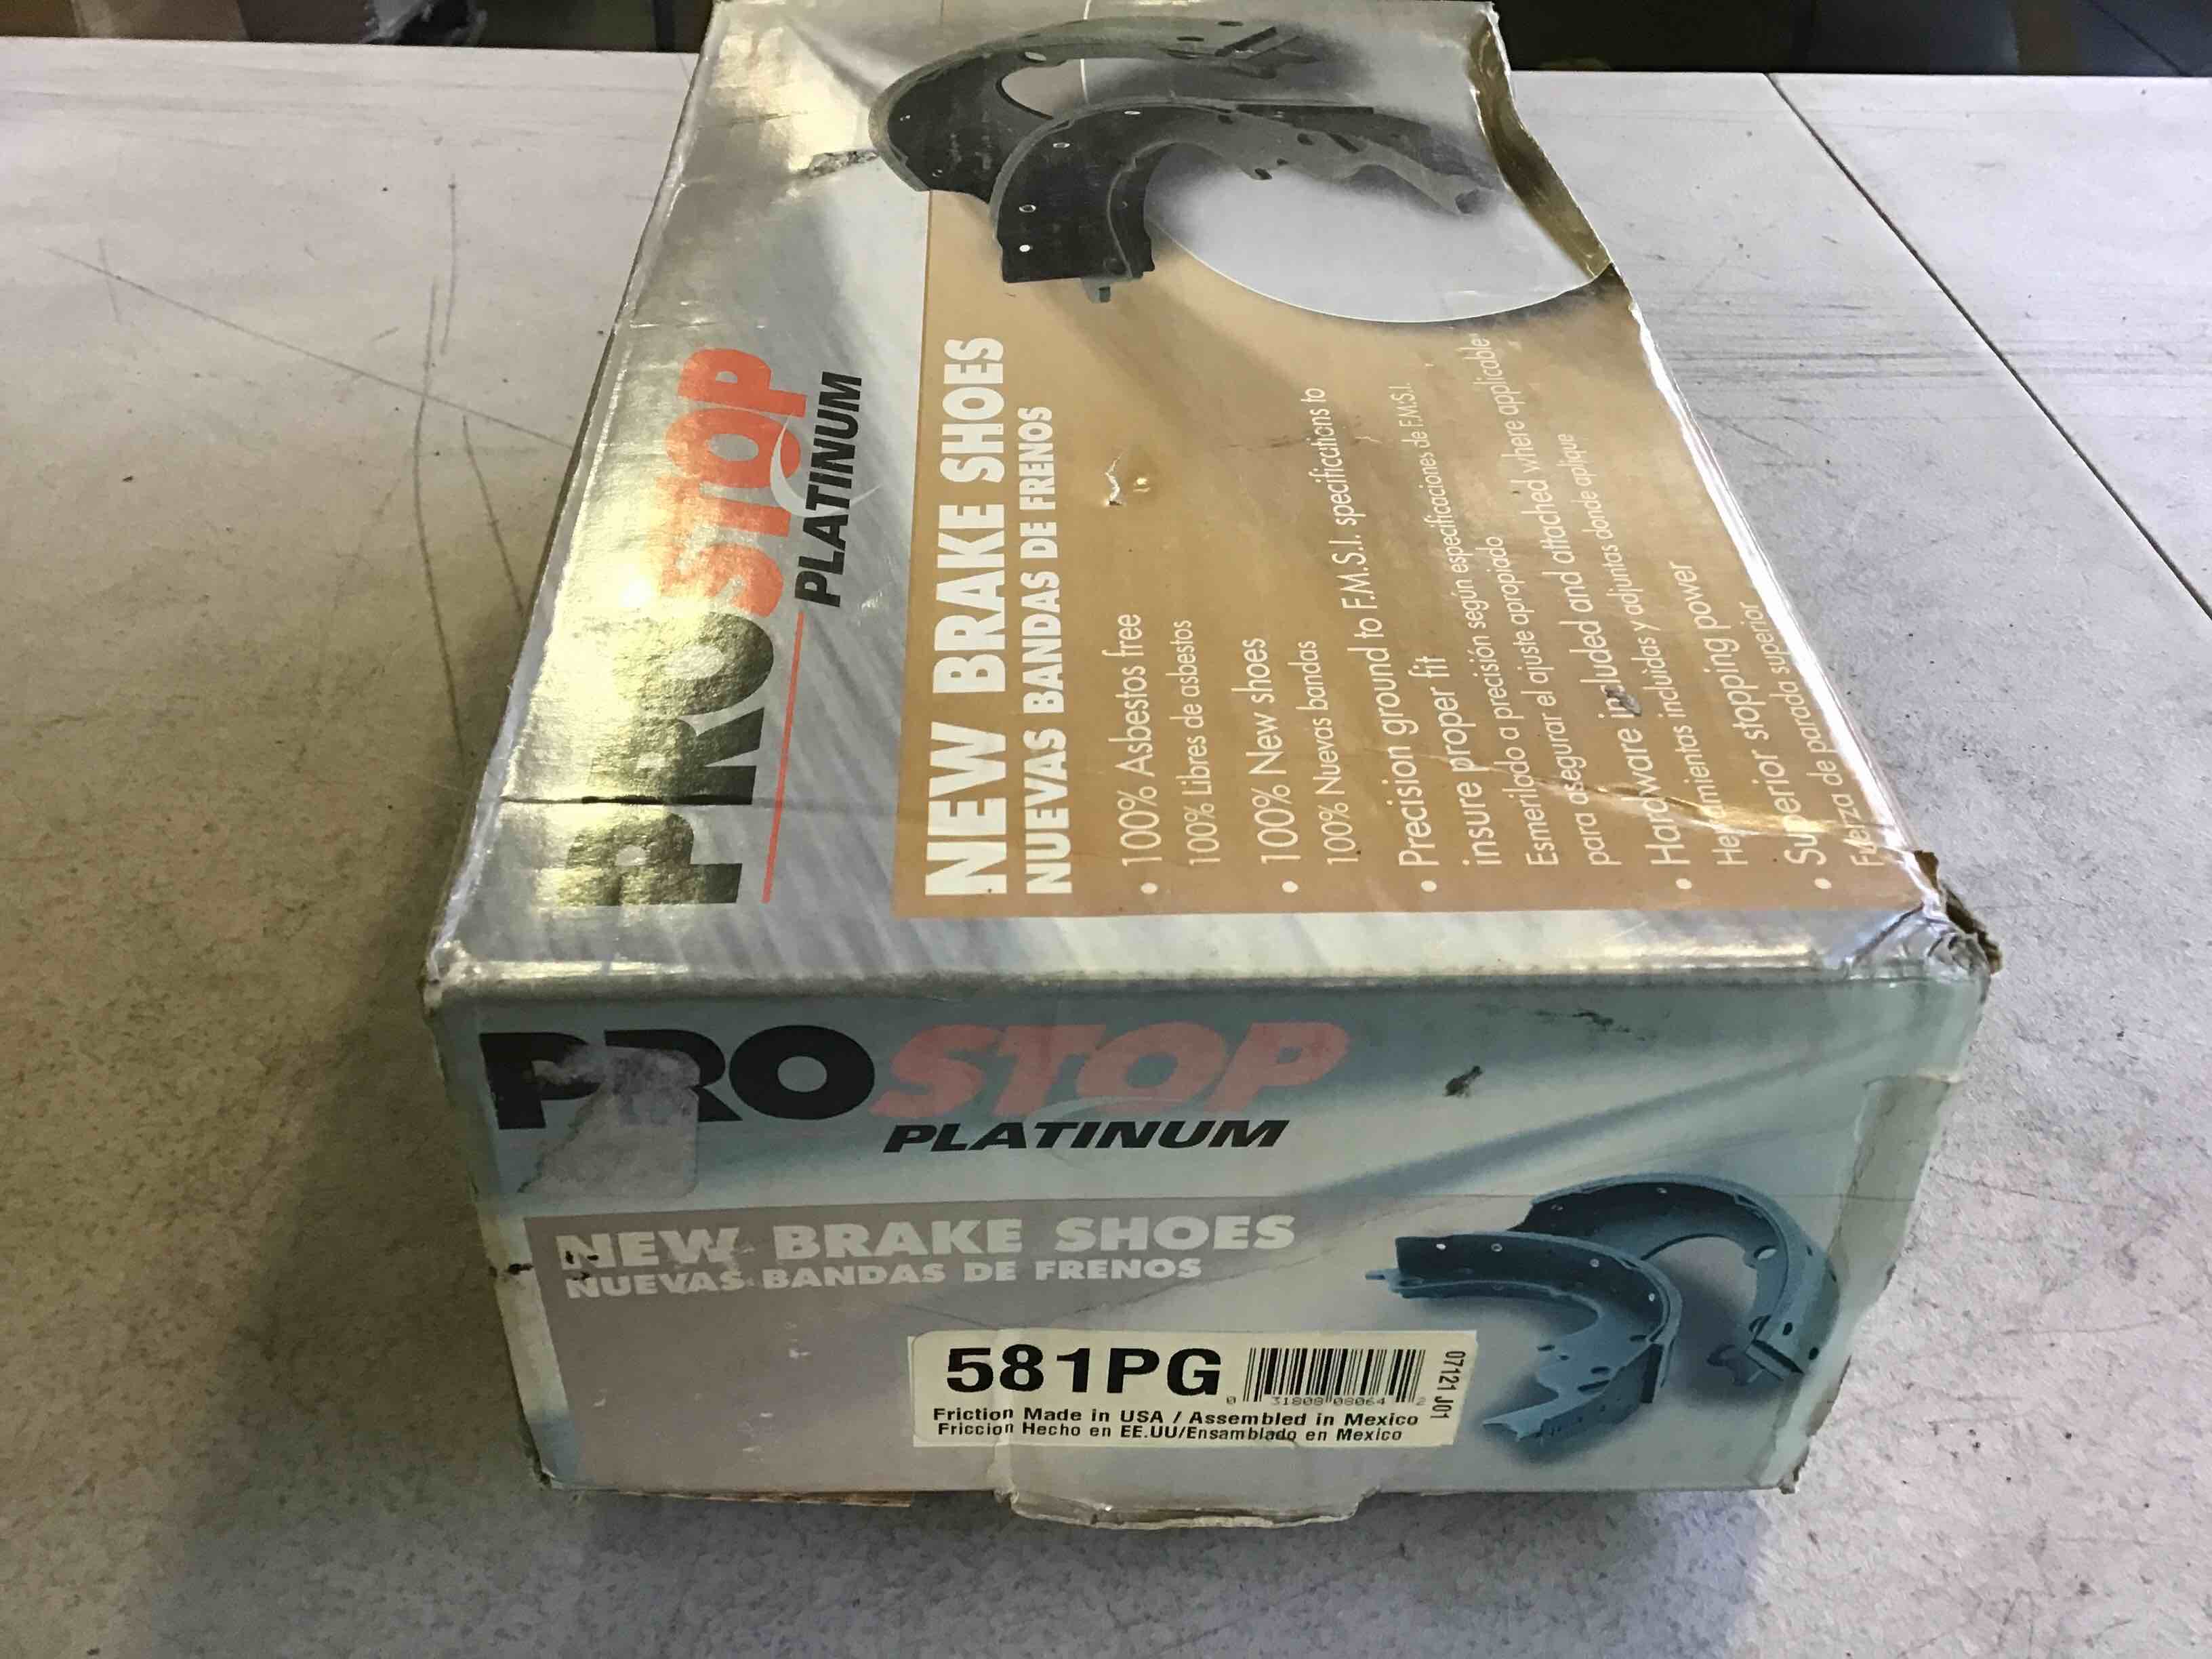 PROSTOP
PLATINUM
NEW BRAKE SHOES
NUEVAS BANDAS DE FRENOS
• 100% Asbestos free
100% Libres de asbestos
• 100% New shoes
100% Nuevas bandas
• Precision ground to F.M.S.I. specifications to
insure proper fit
Esmerilado a precisión según especificaciones de F.M.S.I.
para asegurar el ajuste apropiado
• Hardware included and attached where applicable
Herramientas incluidas y adjuntas donde aplique
• Superior stopping power
Fuerza de parada superior
PROSTOP
PLATINUM
NEW BRAKE SHOES
NUEVAS BANDAS DE FRENOS
581PG
0 31808 08064 2
07121 J01
Friction Made in USA / Assembled in Mexico
Friccion Hecho en EE.UU/Ensamblado en Mexico